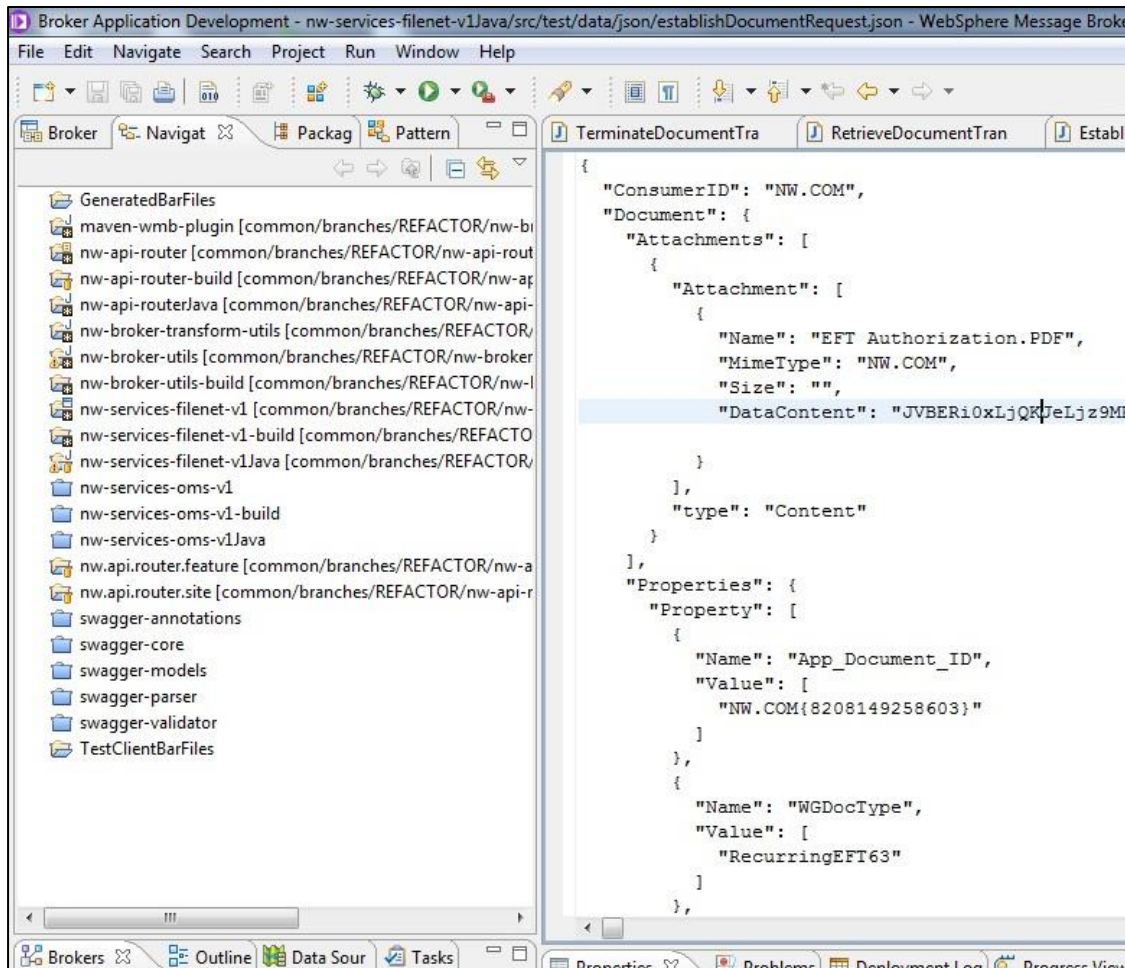 Broker Application Development - nw-services-filenet-v1Java/src/test/data/json/establishDocumentRequest.json - WebSphere Message Broke
File Edit Navigate Search Project Run Window Help
Broker Navigat Packag Pattern
GeneratedBarFiles
maven-wmb-plugin [common/branches/REFACTOR/nw-b
nw-api-router [common/branches/REFACTOR/nw-api-rout
nw-api-router-build [common/branches/REFACTOR/nw-ap
nw-api-routerJava [common/branches/REFACTOR/nw-api-
nw-broker-transform-utils [common/branches/REFACTOR/
nw-broker-utils [common/branches/REFACTOR/nw-broker
nw-broker-utils-build [common/branches/REFACTOR/nw-l
nw-services-filenet-v1 [common/branches/REFACTOR/nw-
nw-services-filenet-v1-build [common/branches/REFACTO
nw-services-filenet-v1Java [common/branches/REFACTOR/
nw-services-oms-v1
nw-services-oms-v1-build
nw-services-oms-v1Java
nw.api.router.feature [common/branches/REFACTOR/nw-a
nw.api.router.site [common/branches/REFACTOR/nw-api-r
swagger-annotations
swagger-core
swagger-models
swagger-parser
swagger-validator
TestClientBarFiles
Brokers Outline Data Sour Tasks
TerminateDocumentTra RetrieveDocumentTran Establ
{
"ConsumerID": "NW.COM",
"Document": {
"Attachments": [
{
"Attachment": [
{
"Name": "EFT Authorization.PDF",
"MimeType": "NW.COM",
"Size": "",
"DataContent": "JVBERi0xLjQKJeLjz9M
}
],
"type": "Content"
}
],
"Properties": {
"Property": [
{
"Name": "App_Document_ID",
"Value": [
"NW.COM{8208149258603}"
]
},
{
"Name": "WGDocType",
"Value": [
"RecurringEFT63"
]
},
Properties Problems Deployment Log Progress View